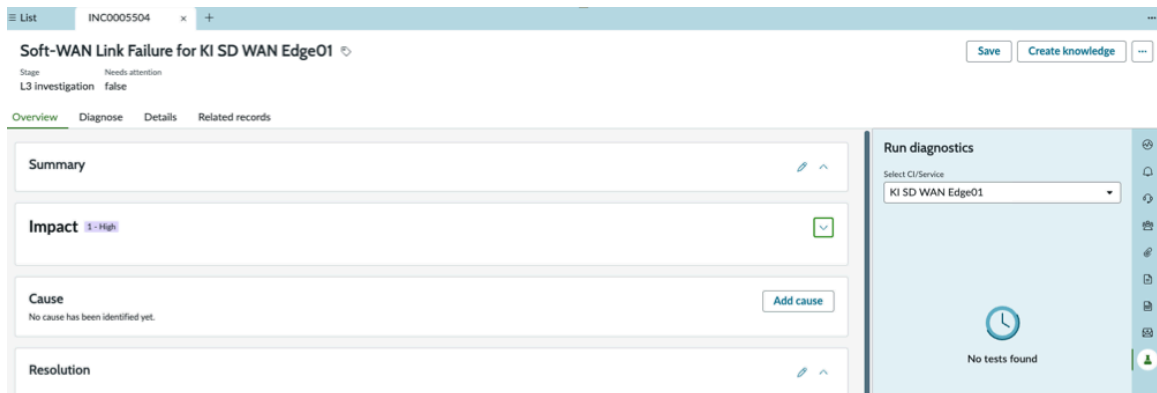 List
INC0005504
Soft-WAN Link Failure for KI SD WAN Edge01
Save
Create knowledge
Stage
Needs attention
L3 investigation
false
Overview
Diagnose
Details
Related records
Summary
Impact 1 - High
Cause
No cause has been identified yet.
Add cause
Resolution
Run diagnostics
Select CI/Service
KI SD WAN Edge01
No tests found